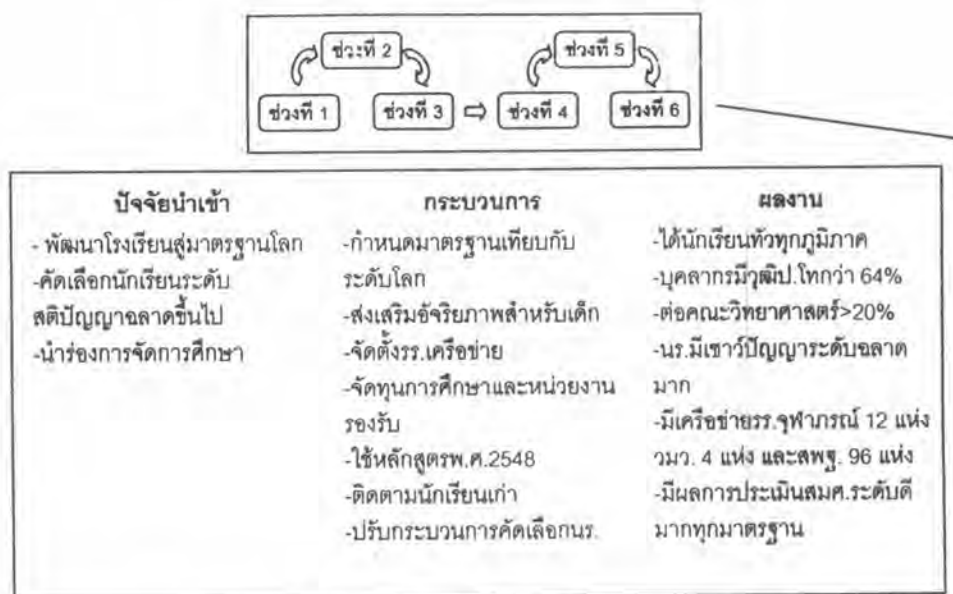 ช่วงที่ 2
ช่วงที่ 5
ช่วงที่ 1
ช่วงที่ 3
ช่วงที่ 4
ช่วงที่ 6
ปัจจัยนำเข้า
- พัฒนาโรงเรียนสู่มาตรฐานโลก
-คัดเลือกนักเรียนระดับ
สติปัญญาฉลาดขึ้นไป
-นำร่องการจัดการศึกษา
กระบวนการ
-กำหนดมาตรฐานเทียบกับ
ระดับโลก
-ส่งเสริมอัจริยภาพสำหรับเด็ก
-จัดตั้งรร.เครือข่าย
-จัดทุนการศึกษาและหน่วยงาน
รองรับ
-ใช้หลักสูตรพ.ศ.2548
-ติดตามนักเรียนเก่า
-ปรับกระบวนการคัดเลือกนร.
ผลงาน
-ได้นักเรียนทั่วทุกภูมิภาค
-บุคลากรมีวุฒิป.โทกว่า 64%
-ต่อคณะวิทยาศาสตร์>20%
-นร.มีเชาว์ปัญญาระดับฉลาด
มาก
-มีเครือข่ายรร.จุฬาภรณ์ 12 แห่ง
วมว. 4 แห่ง และสพฐ. 96 แห่ง
-มีผลการประเมินสมศ.ระดับดี
มากทุกมาตรฐาน